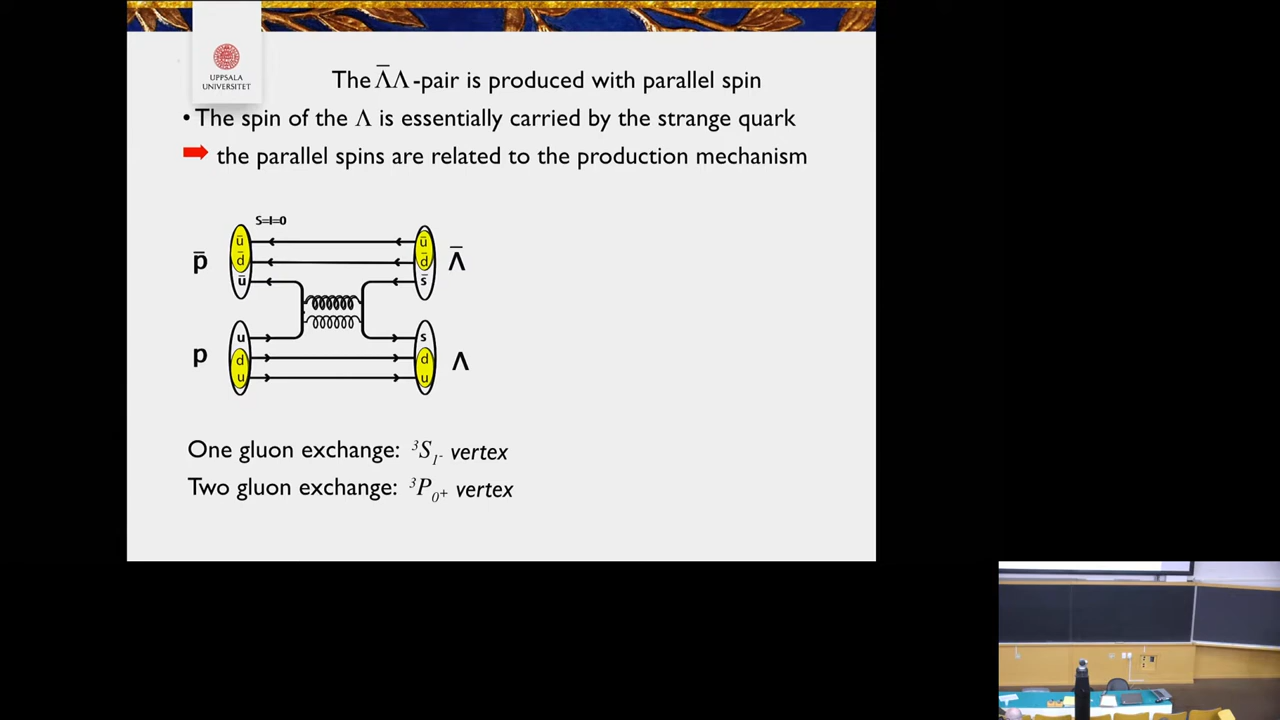 UPPSALA
UNIVERSITET
The Λ̅Λ -pair is produced with parallel spin
• The spin of the Λ is essentially carried by the strange quark
the parallel spins are related to the production mechanism
S=I=0
p̅
u̅
d̅
u̅
u̅
d̅
s̅
Λ̅
p
u
d
u
s
d
u
Λ
One gluon exchange: ³S₁₋ vertex
Two gluon exchange: ³P₀₊ vertex